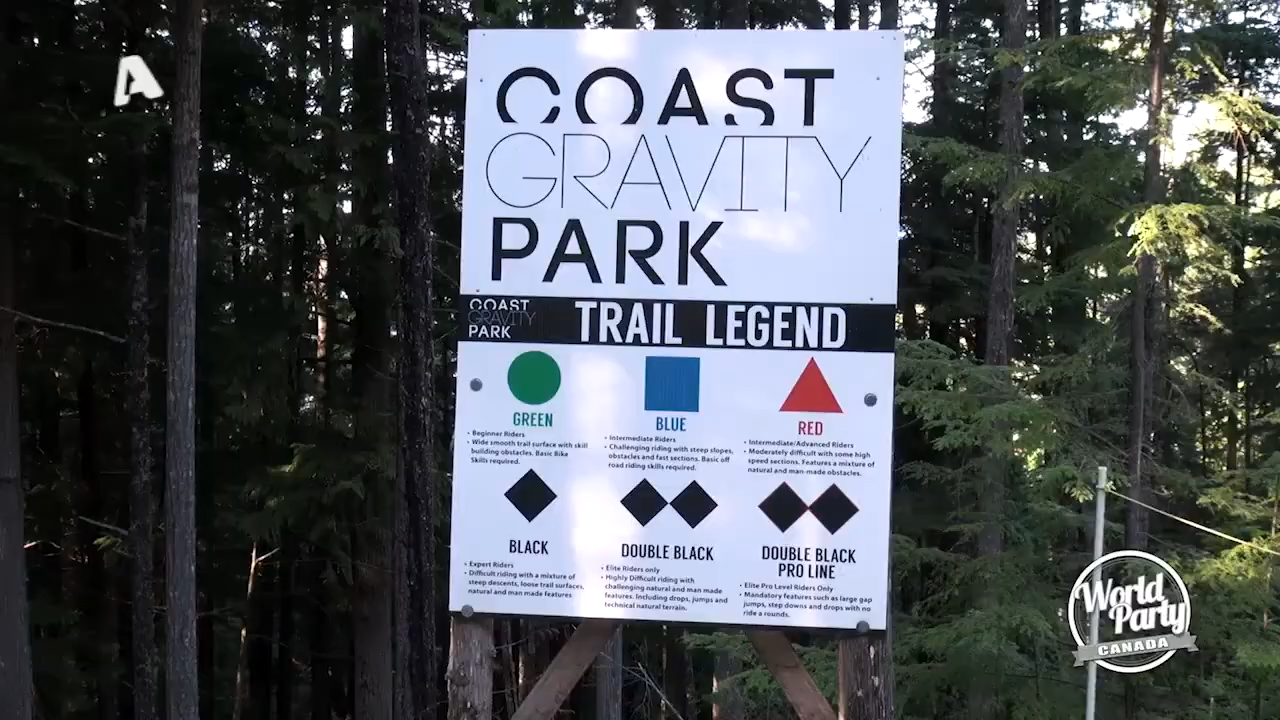 A
COAST
GRAVITY
PARK
COAST
GRAVITY
PARK
TRAIL LEGEND
GREEN
• Beginner Riders
• Wide smooth trail surface with skill
building obstacles. Basic Bike
Skills required.
BLUE
• Intermediate Riders
• Challenging riding with steep slopes,
obstacles and fast sections. Basic off
road riding skills required.
RED
• Intermediate/Advanced Riders
• Moderately difficult with some high
speed sections. Features a mixture of
natural and man-made obstacles.
BLACK
• Expert Riders
• Difficult riding with a mixture of
steep descents, loose trail surfaces,
natural and man made features
DOUBLE BLACK
• Elite Riders only
• Highly Difficult riding with
challenging natural and man made
features. Including drops, jumps and
technical natural terrain.
DOUBLE BLACK
PRO LINE
• Elite Pro Level Riders Only
• Mandatory features such as large gap
jumps, step downs and drops with no
ride a rounds.
World
Party
CANADA